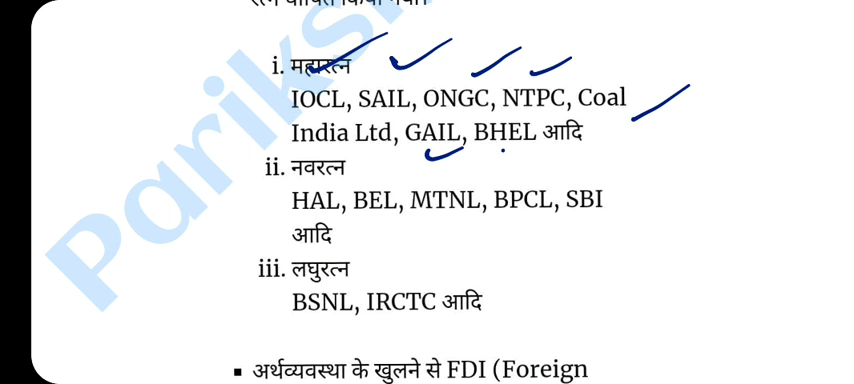 i. महारत्न
IOCL, SAIL, ONGC, NTPC, Coal
India Ltd, GAIL, BHEL आदि
ii. नवरत्न
HAL, BEL, MTNL, BPCL, SBI
आदि
iii. लघुरत्न
BSNL, IRCTC आदि
▪ अर्थव्यवस्था के खुलने से FDI (Foreign